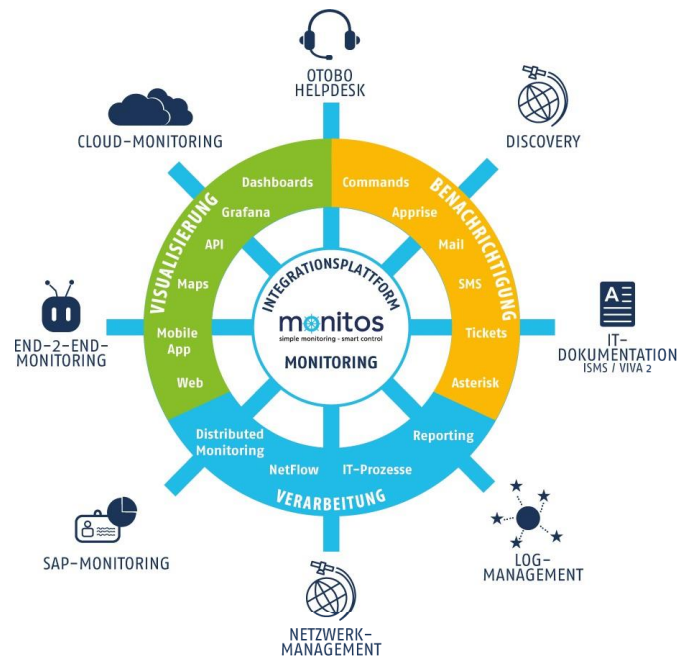 OTOBO
HELPDESK
CLOUD-MONITORING
DISCOVERY
END-2-END-
MONITORING
IT-
DOKUMENTATION
ISMS / VIVA 2
SAP-MONITORING
LOG-
MANAGEMENT
NETZWERK-
MANAGEMENT
VISUALISIERUNG
Dashboards
Grafana
API
Maps
Mobile
App
Web
BENACHRICHTIGUNG
Commands
Apprise
Mail
SMS
Tickets
Asterisk
VERARBEITUNG
Distributed
Monitoring
NetFlow
IT-Prozesse
Reporting
INTEGRATIONSPLATTFORM
monitos
simple monitoring - smart control
MONITORING
A